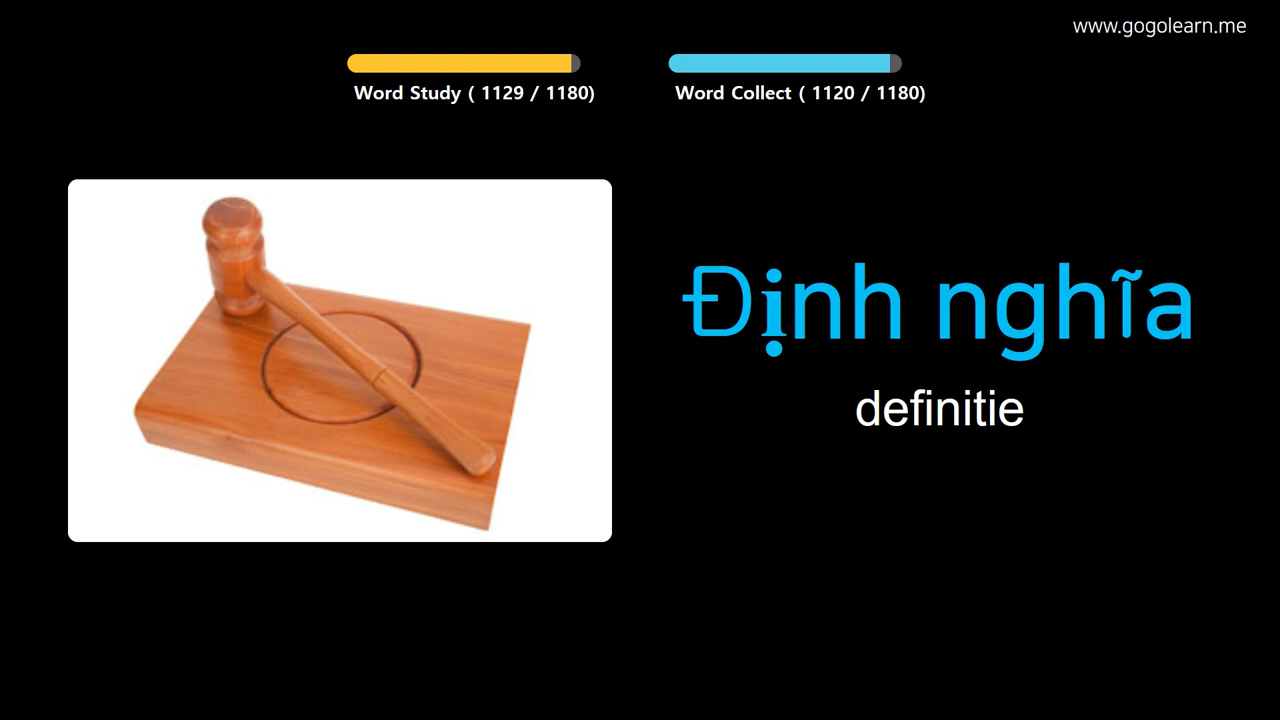 www.gogolearn.me
Word Study ( 1129 / 1180)
Word Collect ( 1120 / 1180)
Định nghĩa
definitie